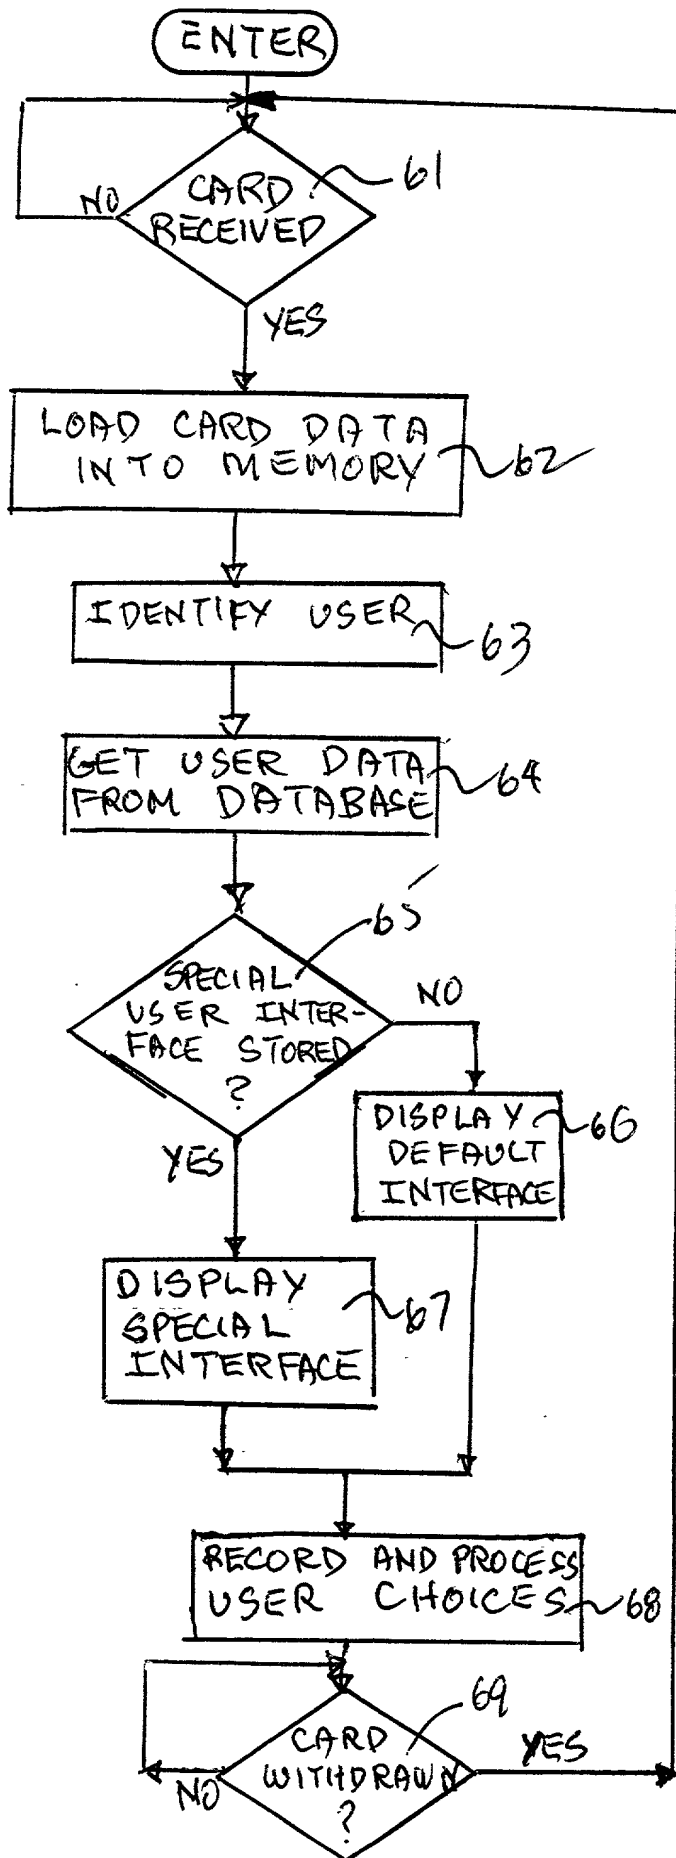 ENTER
CARD
RECEIVED
61
NO
YES
LOAD CARD DATA
INTO MEMORY
62
IDENTIFY USER
63
GET USER DATA
FROM DATABASE
64
65
SPECIAL
USER INTER-
FACE STORED
?
NO
YES
DISPLAY
DEFAULT
INTERFACE
66
DISPLAY
SPECIAL
INTERFACE
67
RECORD AND PROCESS
USER CHOICES
68
69
CARD
WITHDRAWN
?
NO
YES